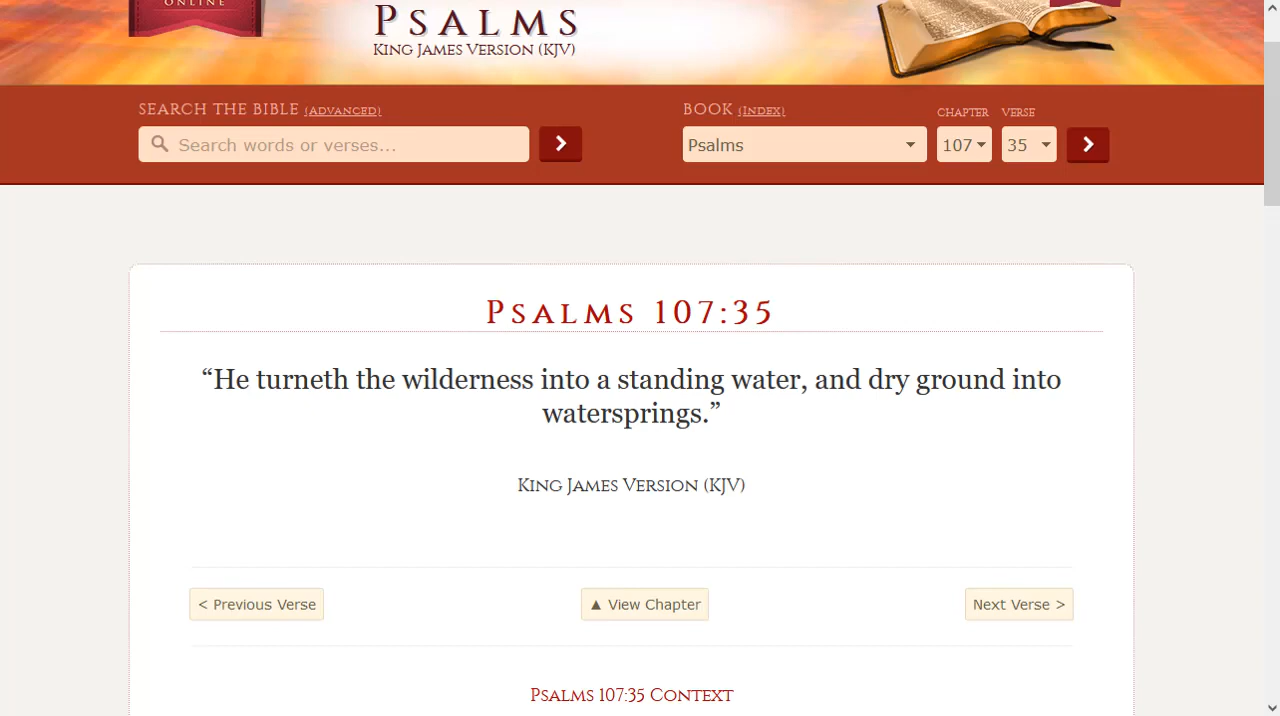 ONLINE
Psalms
King James Version (KJV)
SEARCH THE BIBLE (Advanced)
BOOK (Index)
CHAPTER
VERSE
Search words or verses...
Psalms
107
35
Psalms 107:35
“He turneth the wilderness into a standing water, and dry ground into
watersprings.”
King James Version (KJV)
< Previous Verse
▲ View Chapter
Next Verse >
Psalms 107:35 Context